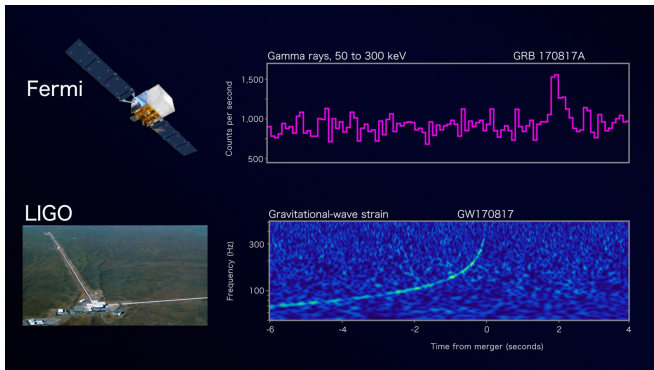 Gamma rays, 50 to 300 keV GRB 170817A
Fermi
Counts per second
1,500
1,000
500
LIGO
Gravitational-wave strain GW170817
Frequency (Hz)
300
100
-6 -4 -2 0 2 4
Time from merger (seconds)